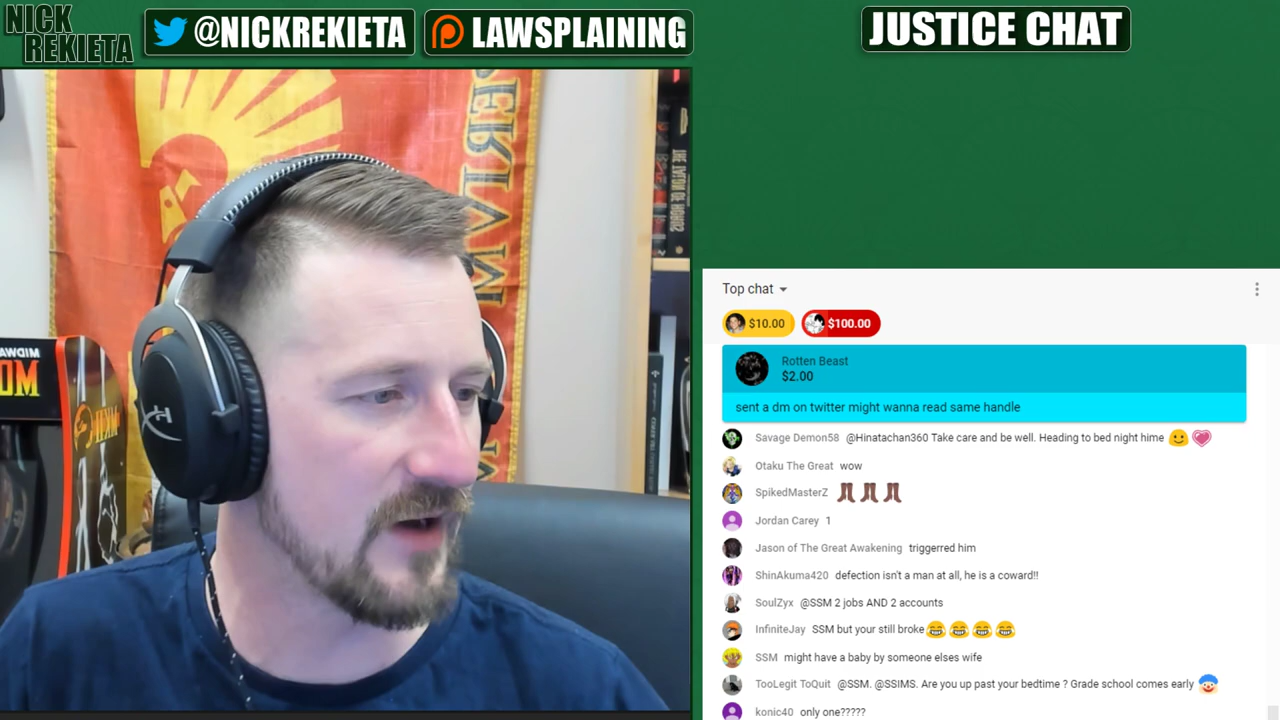 NICK
REKIETA
@NICKREKIETA
LAWSPLAINING
JUSTICE CHAT
Top chat
$10.00
$100.00
Rotten Beast
$2.00
sent a dm on twitter might wanna read same handle
Savage Demon58 @Hinatachan360 Take care and be well. Heading to bed night hime
Otaku The Great wow
SpikedMasterZ
Jordan Carey 1
Jason of The Great Awakening triggerred him
ShinAkuma420 defection isn't a man at all, he is a coward!!
SoulZyx @SSM 2 jobs AND 2 accounts
InfiniteJay SSM but your still broke
SSM might have a baby by someone elses wife
TooLegit ToQuit @SSM. @SSIMS. Are you up past your bedtime ? Grade school comes early
konic40 only one?????